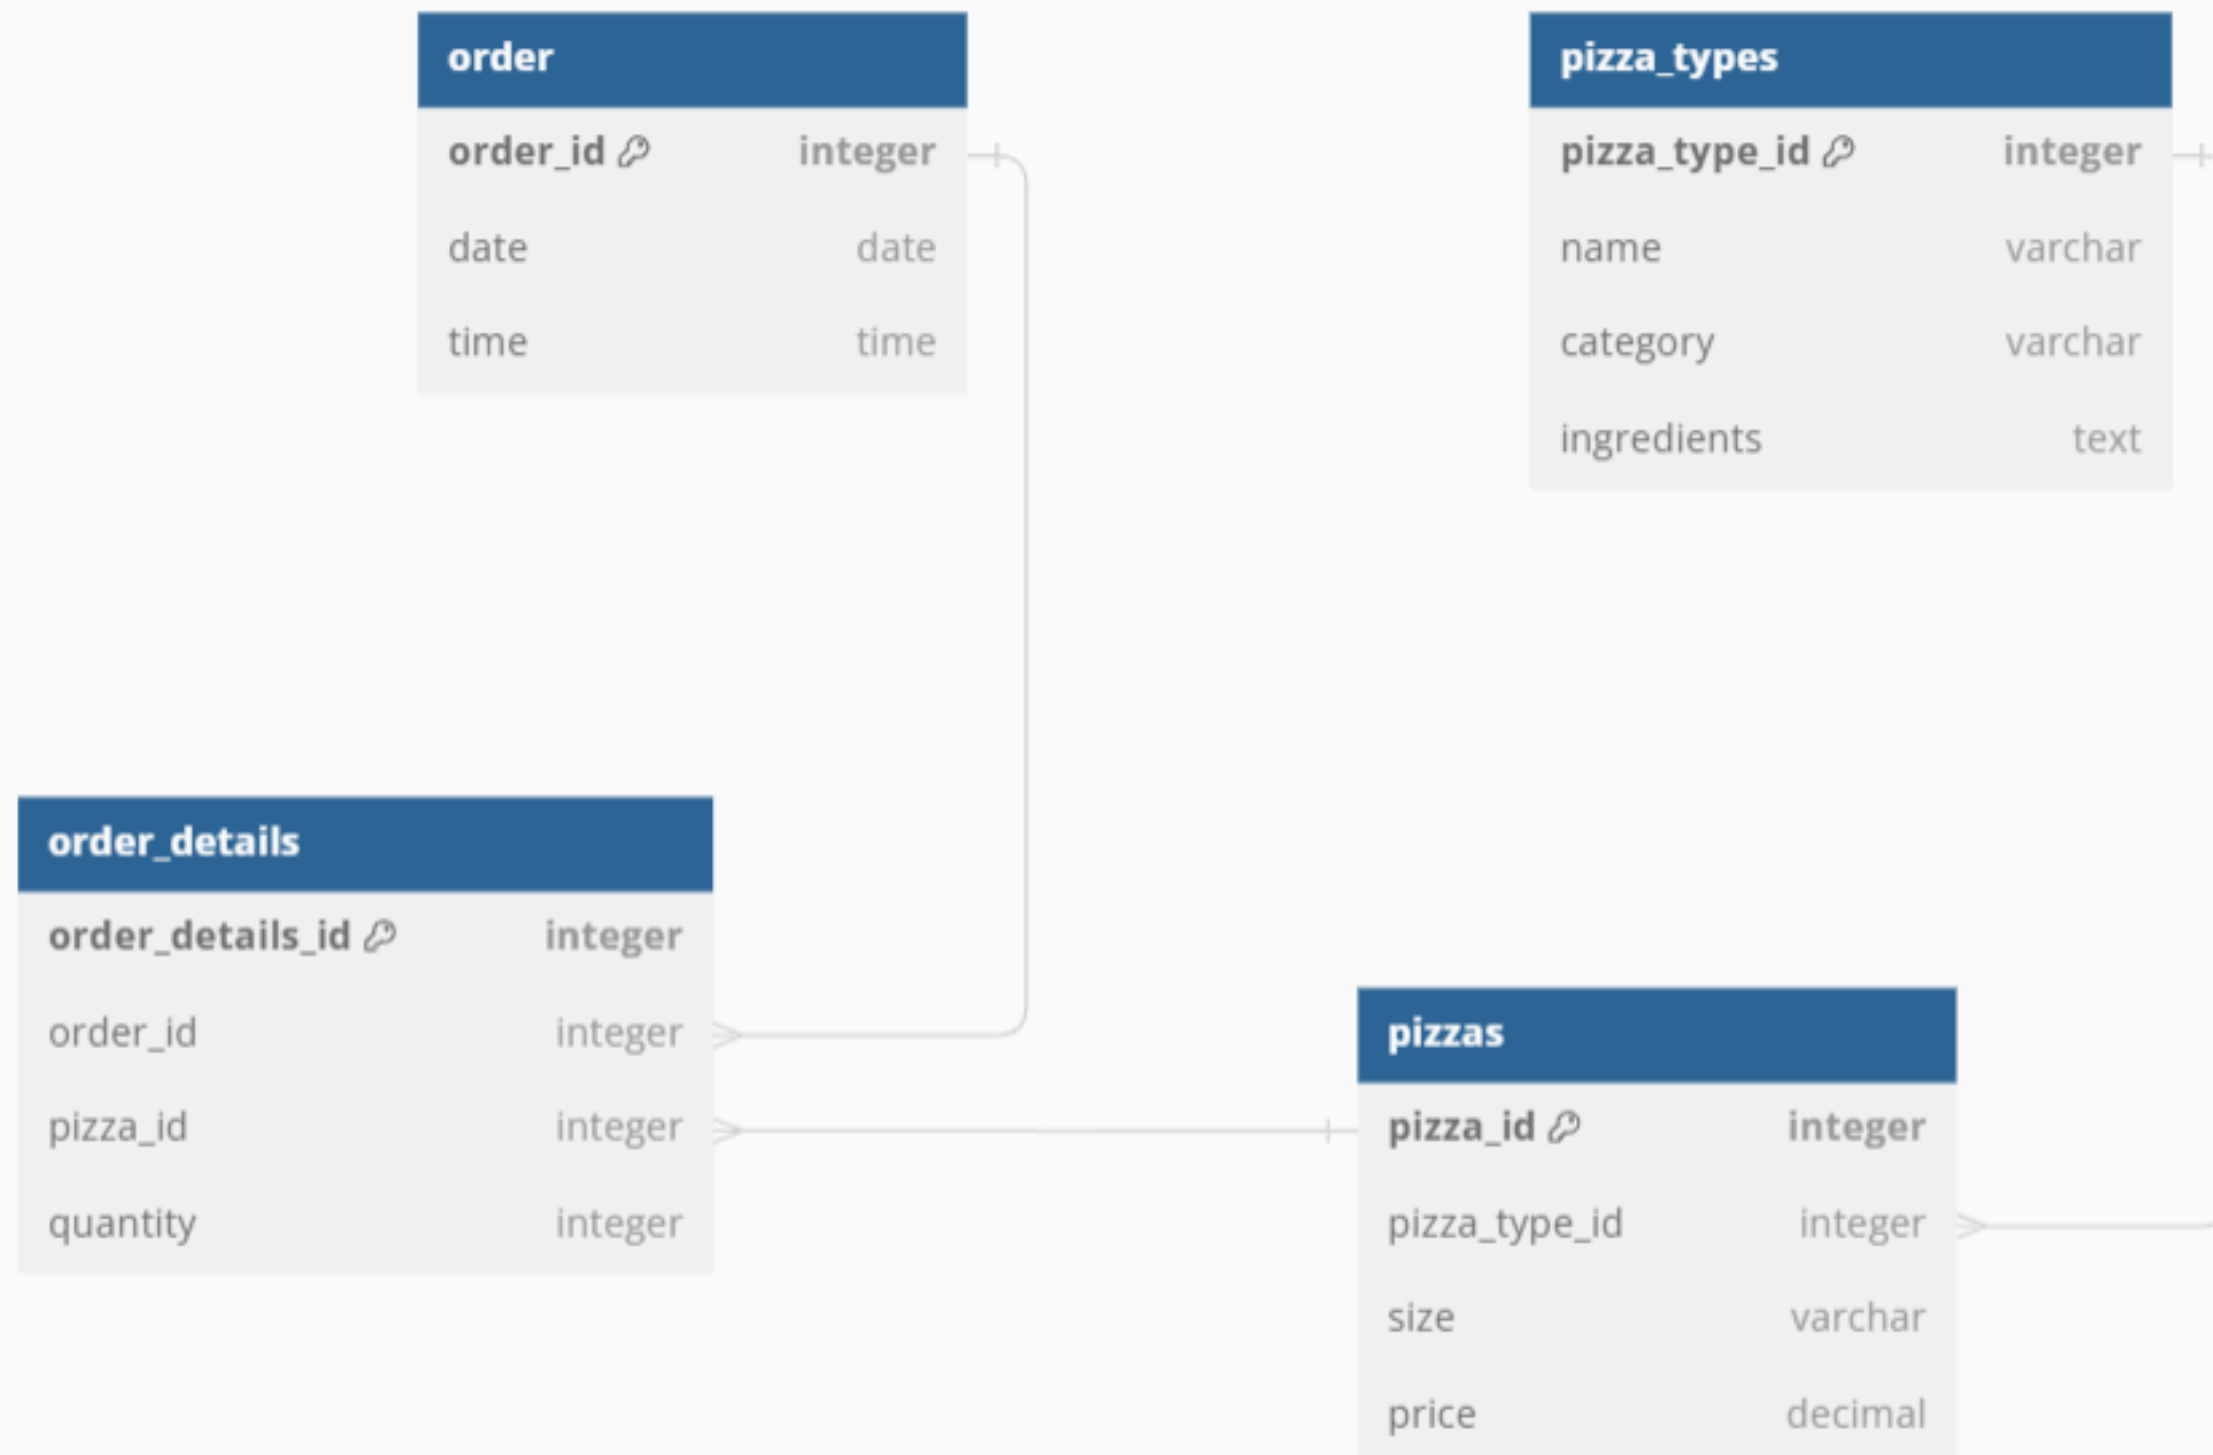 order
order_id integer
date date
time time
pizza_types
pizza_type_id integer
name varchar
category varchar
ingredients text
order_details
order_details_id integer
order_id integer
pizza_id integer
quantity integer
pizzas
pizza_id integer
pizza_type_id integer
size varchar
price decimal